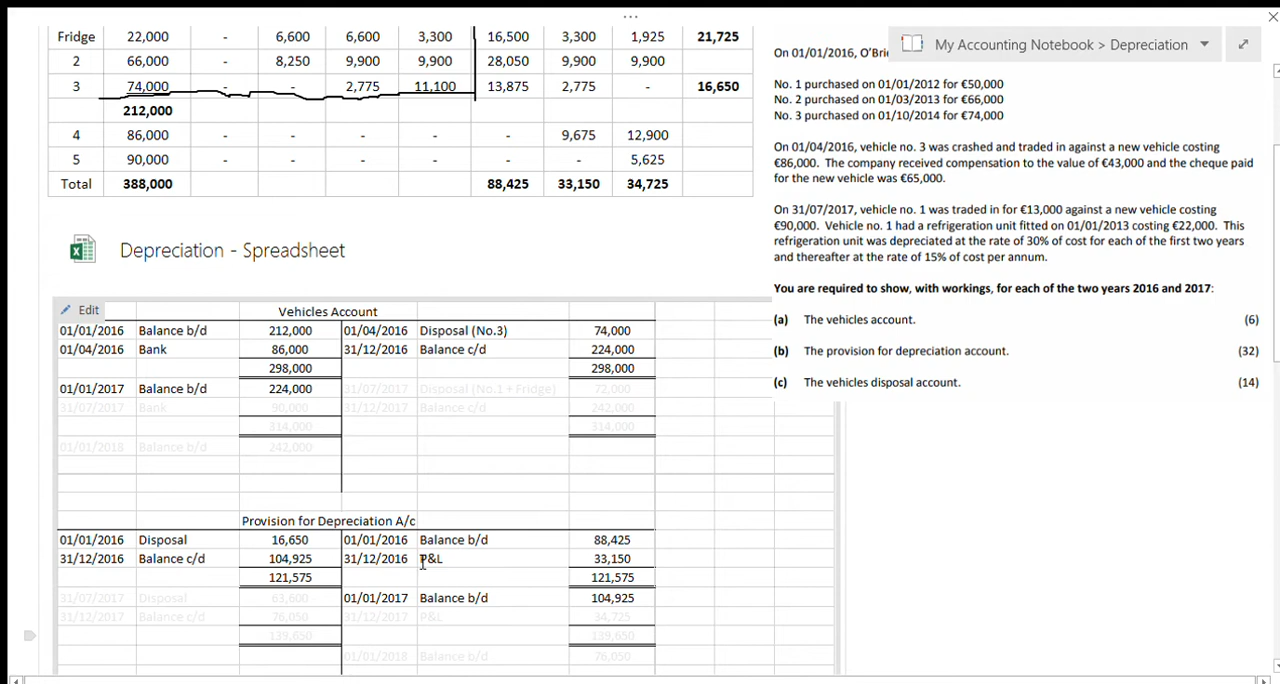 ...
Fridge 22,000 - 6,600 6,600 3,300 16,500 3,300 1,925 21,725
2 66,000 - 8,250 9,900 9,900 28,050 9,900 9,900
3 74,000 - - 2,775 11,100 13,875 2,775 - 16,650
212,000
4 86,000 - - - - - 9,675 12,900
5 90,000 - - - - - - 5,625
Total 388,000 88,425 33,150 34,725
Depreciation - Spreadsheet
Edit
Vehicles Account
01/01/2016 Balance b/d 212,000 01/04/2016 Disposal (No.3) 74,000
01/04/2016 Bank 86,000 31/12/2016 Balance c/d 224,000
298,000 298,000
01/01/2017 Balance b/d 224,000 31/07/2017 Disposal (No.1 + Fridge) 72,000
31/07/2017 Bank 90,000 31/12/2017 Balance c/d 242,000
314,000 314,000
01/01/2018 Balance b/d 242,000
Provision for Depreciation A/c
01/01/2016 Disposal 16,650 01/01/2016 Balance b/d 88,425
31/12/2016 Balance c/d 104,925 31/12/2016 P&L 33,150
121,575 121,575
31/07/2017 Disposal 63,600 01/01/2017 Balance b/d 104,925
31/12/2017 Balance c/d 76,050 31/12/2017 P&L 34,725
139,650 139,650
01/01/2018 Balance b/d 76,050
My Accounting Notebook > Depreciation
On 01/01/2016, O'Brie
No. 1 purchased on 01/01/2012 for €50,000
No. 2 purchased on 01/03/2013 for €66,000
No. 3 purchased on 01/10/2014 for €74,000
On 01/04/2016, vehicle no. 3 was crashed and traded in against a new vehicle costing
€86,000. The company received compensation to the value of €43,000 and the cheque paid
for the new vehicle was €65,000.
On 31/07/2017, vehicle no. 1 was traded in for €13,000 against a new vehicle costing
€90,000. Vehicle no. 1 had a refrigeration unit fitted on 01/01/2013 costing €22,000. This
refrigeration unit was depreciated at the rate of 30% of cost for each of the first two years
and thereafter at the rate of 15% of cost per annum.
You are required to show, with workings, for each of the two years 2016 and 2017:
(a) The vehicles account. (6)
(b) The provision for depreciation account. (32)
(c) The vehicles disposal account. (14)